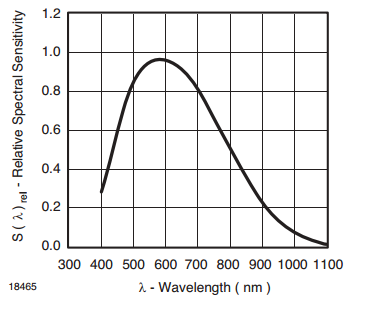 S ( λ ) rel - Relative Spectral Sensitivity
1.2
1.0
0.8
0.6
0.4
0.2
0.0
300 400 500 600 700 800 900 1000 1100
18465
λ - Wavelength ( nm )